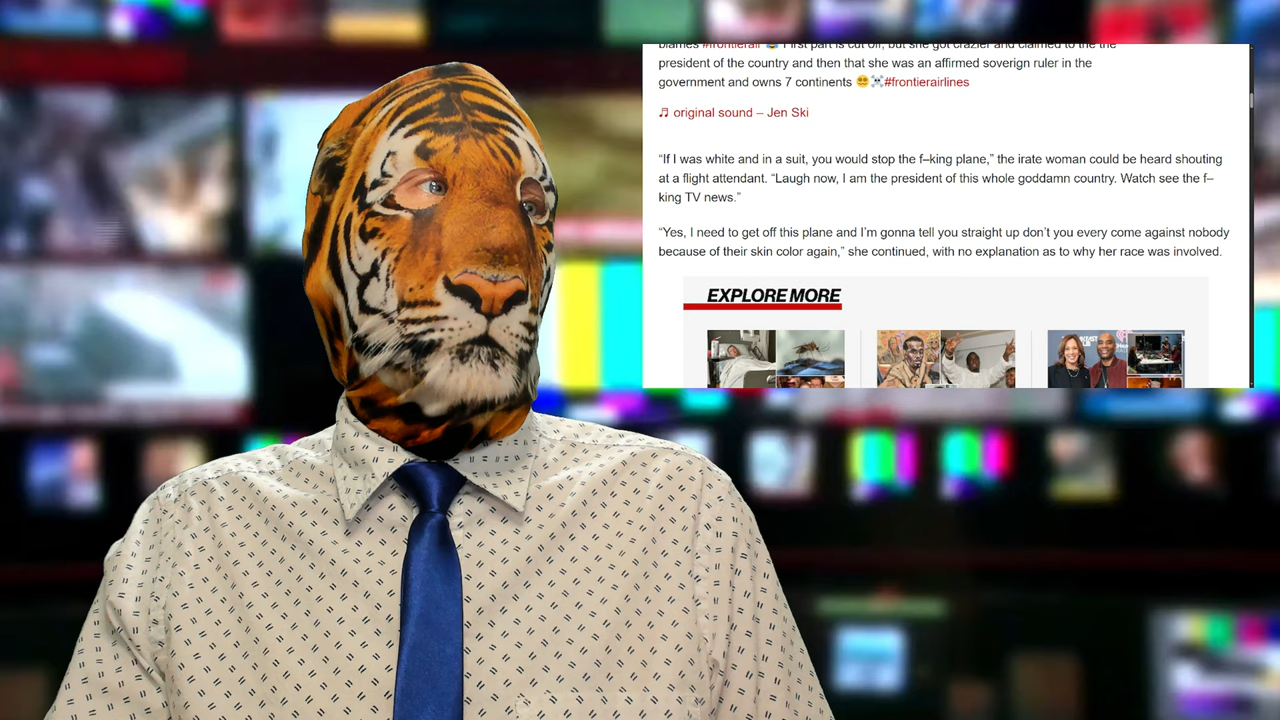 blames #frontierair 😂 First part is cut off, but she got crazier and claimed to the the
president of the country and then that she was an affirmed soverign ruler in the
government and owns 7 continents 😵‍💫☠️#frontierairlines
♬ original sound – Jen Ski
“If I was white and in a suit, you would stop the f–king plane,” the irate woman could be heard shouting
at a flight attendant. “Laugh now, I am the president of this whole goddamn country. Watch see the f–
king TV news.”
“Yes, I need to get off this plane and I’m gonna tell you straight up don’t you every come against nobody
because of their skin color again,” she continued, with no explanation as to why her race was involved.
EXPLORE MORE